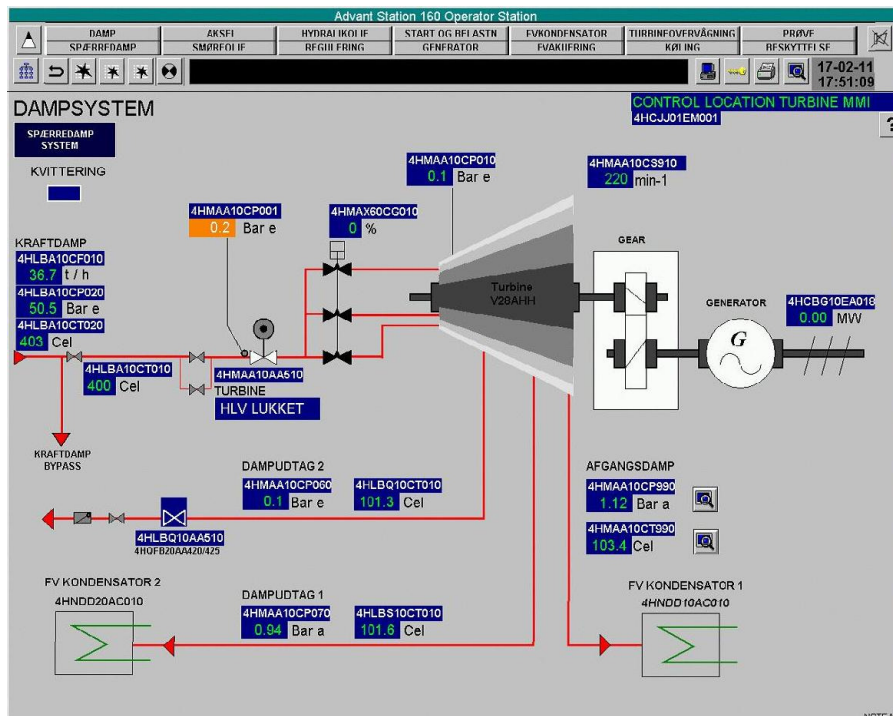 Advant Station 160 Operator Station
DAMP
AKSEL
HYDRALIKOLIE
START OG BELASTN
FVKONDENSATOR
TURBINEOVERVÅGNING
PRØVE
SPÆRREDAMP
SMØREOLIE
REGULERING
GENERATOR
EVAKUERING
KØLING
BESKYTTELSE
17-02-11
17:51:09
DAMPSYSTEM
CONTROL LOCATION TURBINE MMI
4HCJJ01EM001
?
SPÆRREDAMP
SYSTEM
KVITTERING
4HMAA10CP010
0.1 Bar e
4HMAA10CS910
220 min-1
4HMAA10CP001
0.2 Bar e
4HMAX60CG010
0 %
KRAFTDAMP
4HLBA10CF010
36.7 t / h
4HLBA10CP020
50.5 Bar e
4HLBA10CT020
403 Cel
GEAR
Turbine
V28AHH
GENERATOR
4HCBG10EA018
0.00 MW
G
4HLBA10CT010
400 Cel
4HMAA10AA510
TURBINE
HLV LUKKET
KRAFTDAMP
BYPASS
DAMPUDTAG 2
4HMAA10CP060
0.1 Bar e
4HLBQ10CT010
101.3 Cel
AFGANGSDAMP
4HMAA10CP990
1.12 Bar a
4HMAA10CT990
103.4 Cel
4HLBQ10AA510
4HQFB20AA420/425
FV KONDENSATOR 2
4HNDD20AC010
DAMPUDTAG 1
4HMAA10CP070
0.94 Bar a
4HLBS10CT010
101.6 Cel
FV KONDENSATOR 1
4HNDD10AC010